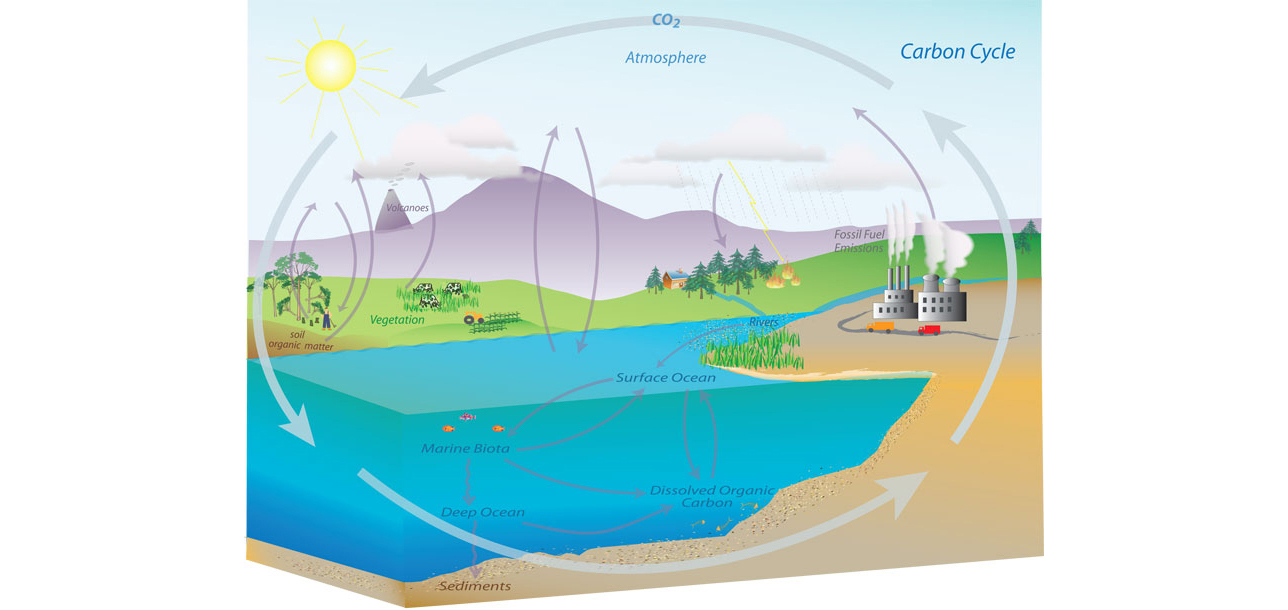 CO₂
Carbon Cycle
Atmosphere
Volcanoes
Fossil Fuel
Emissions
Vegetation
Rivers
soil
organic matter
Surface Ocean
Marine Biota
Dissolved Organic
Carbon
Deep Ocean
Sediments